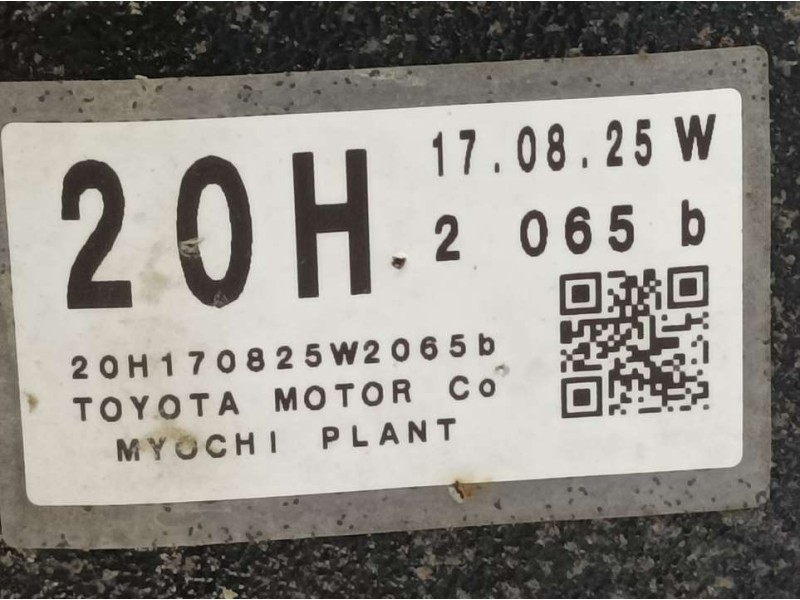 20H 17.08.25 W
2 065 b
20H170825W2065b
TOYOTA MOTOR Co
MYOCHI PLANT